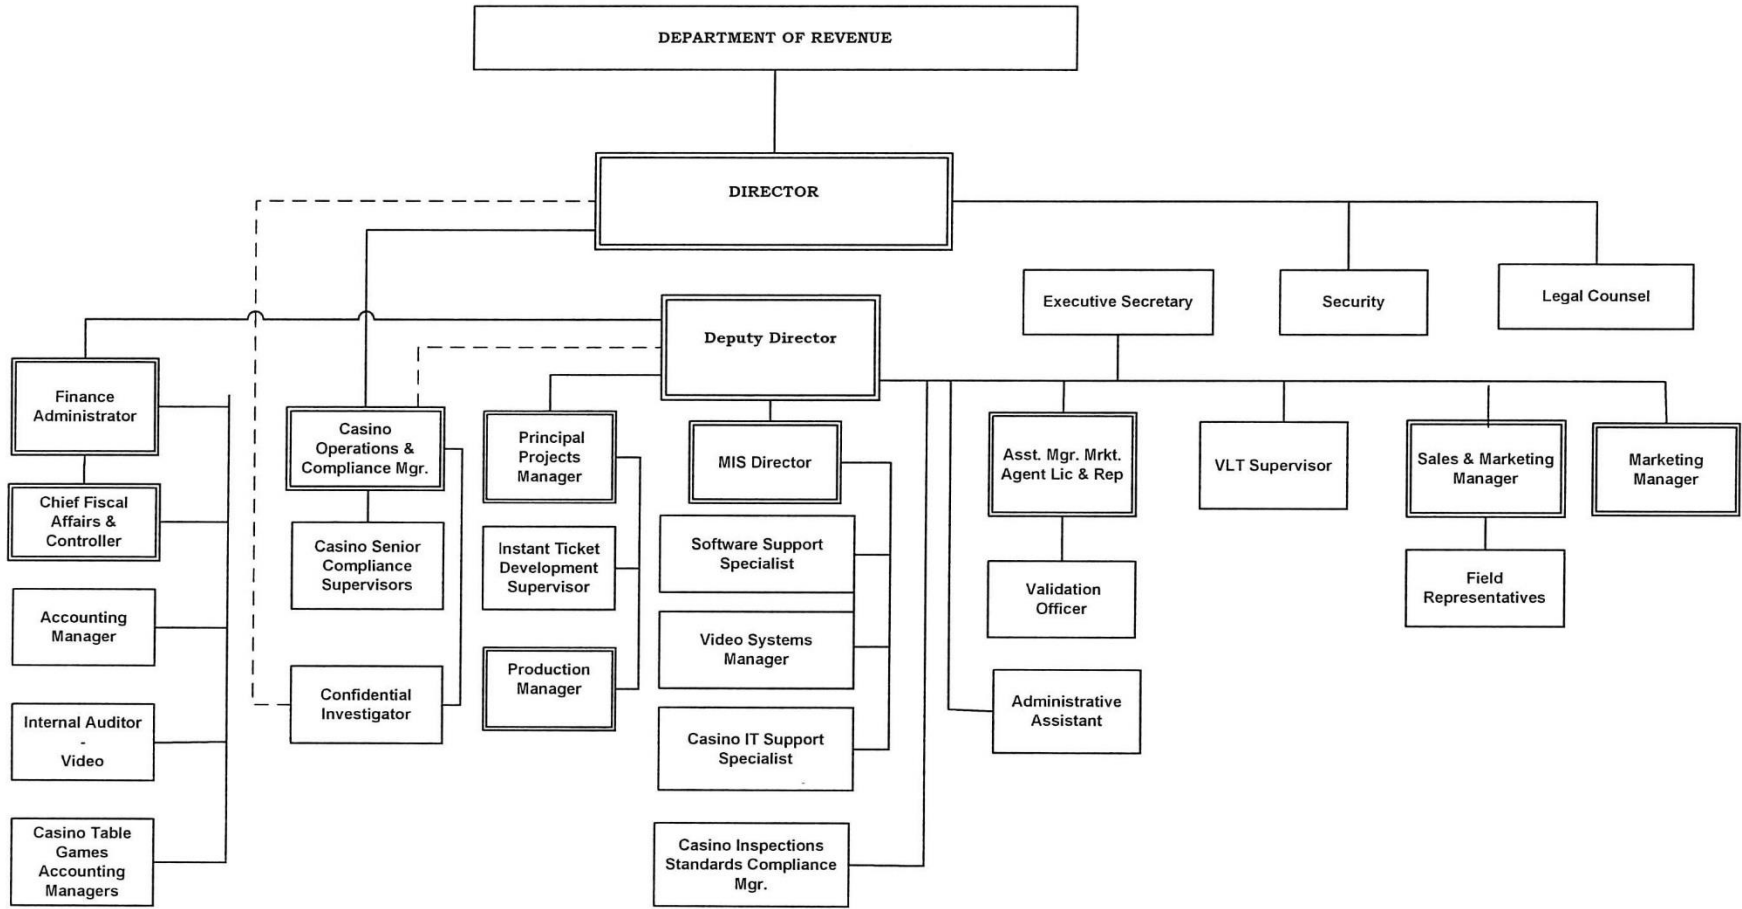 DEPARTMENT OF REVENUE
DIRECTOR
Executive Secretary
Security
Legal Counsel
Deputy Director
Finance
Administrator
Casino
Operations &
Compliance Mgr.
Principal
Projects
Manager
MIS Director
Asst. Mgr. Mrkt.
Agent Lic & Rep
VLT Supervisor
Sales & Marketing
Manager
Marketing
Manager
Chief Fiscal
Affairs &
Controller
Casino Senior
Compliance
Supervisors
Instant Ticket
Development
Supervisor
Software Support
Specialist
Validation
Officer
Field
Representatives
Accounting
Manager
Video Systems
Manager
Confidential
Investigator
Production
Manager
Administrative
Assistant
Internal Auditor
-
Video
Casino IT Support
Specialist
Casino Table
Games
Accounting
Managers
Casino Inspections
Standards Compliance
Mgr.